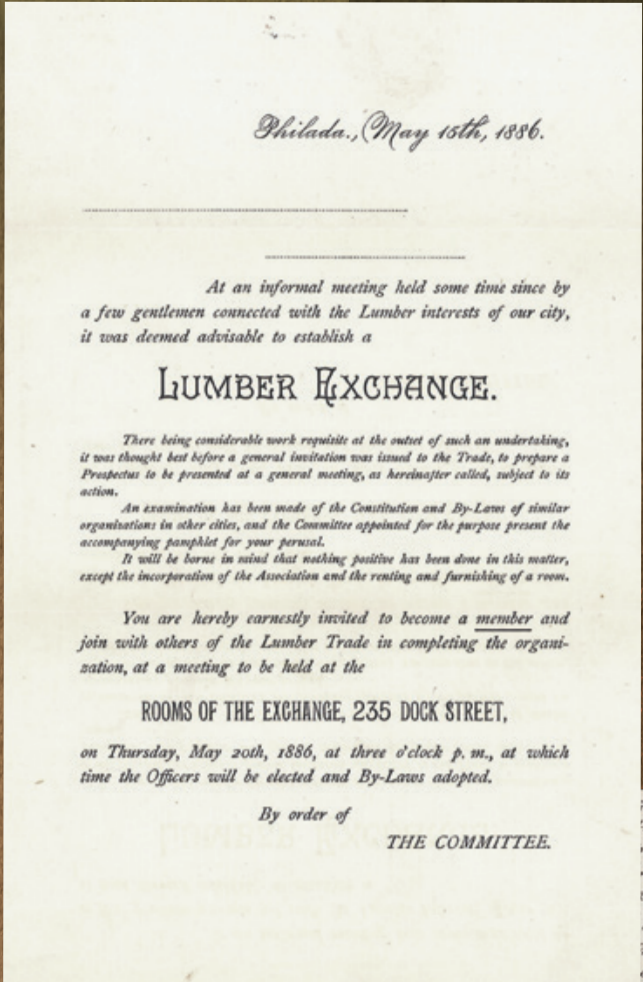 Philada., May 15th, 1886.
At an informal meeting held some time since by
a few gentlemen connected with the Lumber interests of our city,
it was deemed advisable to establish a
LUMBER EXCHANGE.
There being considerable work requisite at the outset of such an undertaking,
it was thought best before a general invitation was issued to the Trade, to prepare a
Prospectus to be presented at a general meeting, as hereinafter called, subject to its
action.
An examination has been made of the Constitution and By-Laws of similar
organizations in other cities, and the Committee appointed for the purpose present the
accompanying pamphlet for your perusal.
It will be borne in mind that nothing positive has been done in this matter,
except the incorporation of the Association and the renting and furnishing of a room.
You are hereby earnestly invited to become a member and
join with others of the Lumber Trade in completing the organi-
zation, at a meeting to be held at the
ROOMS OF THE EXCHANGE, 235 DOCK STREET,
on Thursday, May 20th, 1886, at three o'clock p. m., at which
time the Officers will be elected and By-Laws adopted.
By order of
THE COMMITTEE.